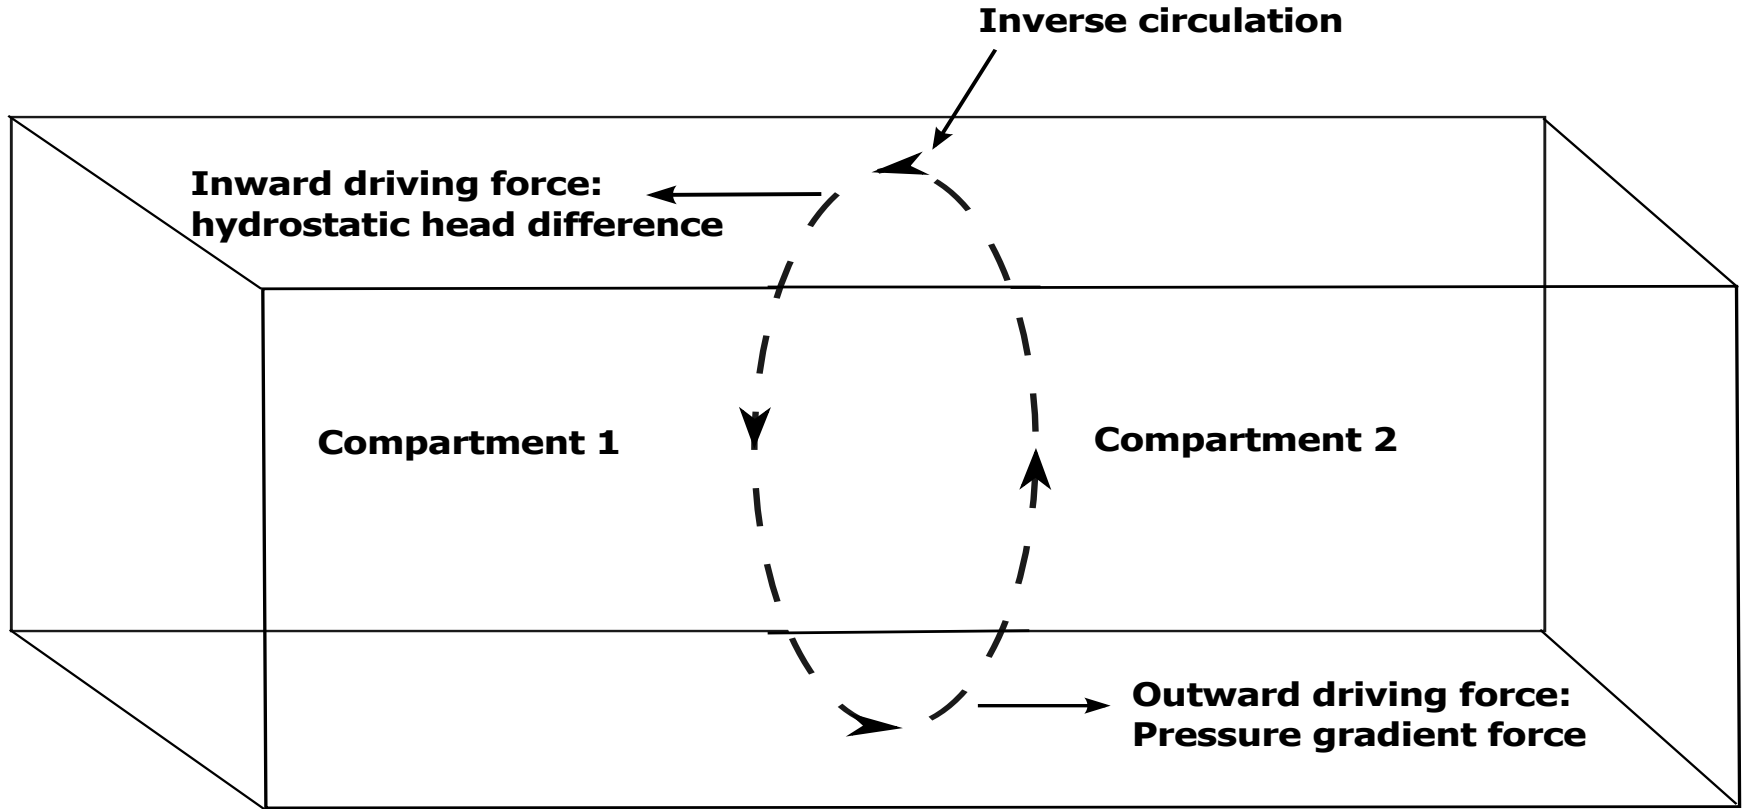 Inverse circulation
Inward driving force:
hydrostatic head difference
Compartment 1
Compartment 2
Outward driving force:
Pressure gradient force